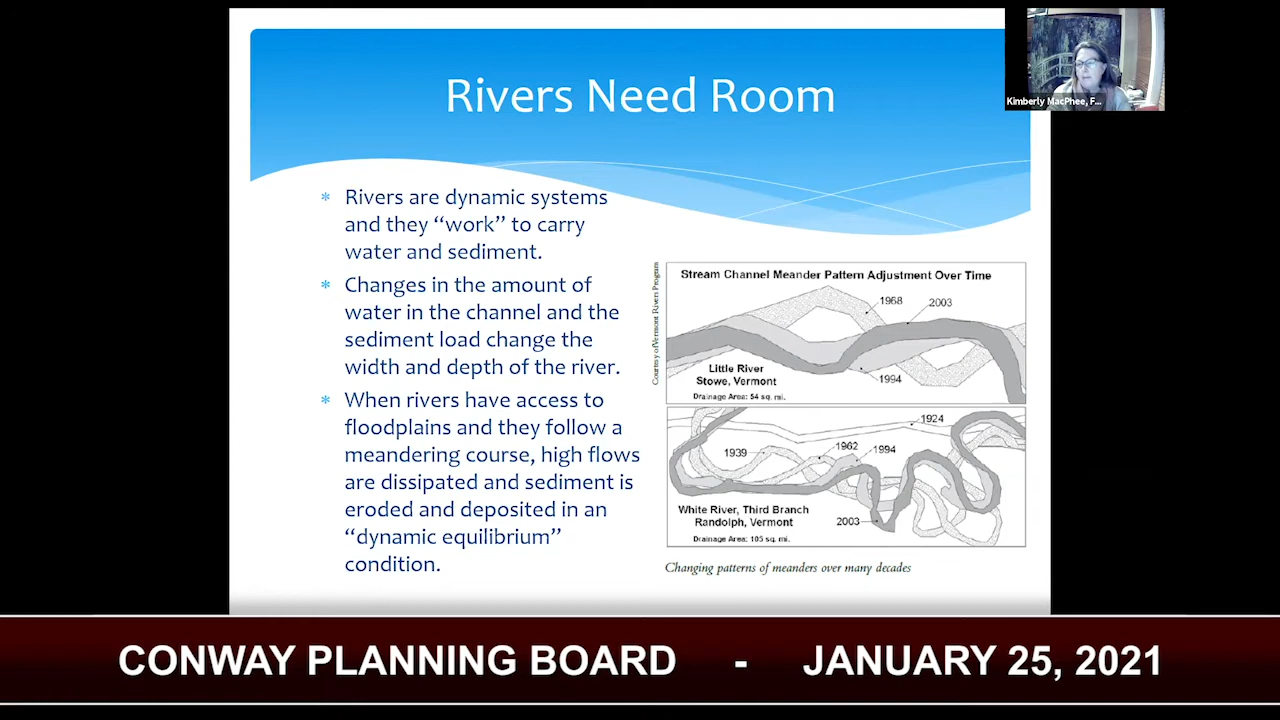 Rivers Need Room
Kimberly MacPhee, F...
Rivers are dynamic systems
and they “work” to carry
water and sediment.
Changes in the amount of
water in the channel and the
sediment load change the
width and depth of the river.
When rivers have access to
floodplains and they follow a
meandering course, high flows
are dissipated and sediment is
eroded and deposited in an
“dynamic equilibrium”
condition.
Courtesy of Vermont Rivers Program
Stream Channel Meander Pattern Adjustment Over Time
1968
2003
Little River
Stowe, Vermont
1994
Drainage Area: 54 sq. mi.
1924
1939
1962
1994
White River, Third Branch
Randolph, Vermont
2003
Drainage Area: 105 sq. mi.
Changing patterns of meanders over many decades
CONWAY PLANNING BOARD - JANUARY 25, 2021